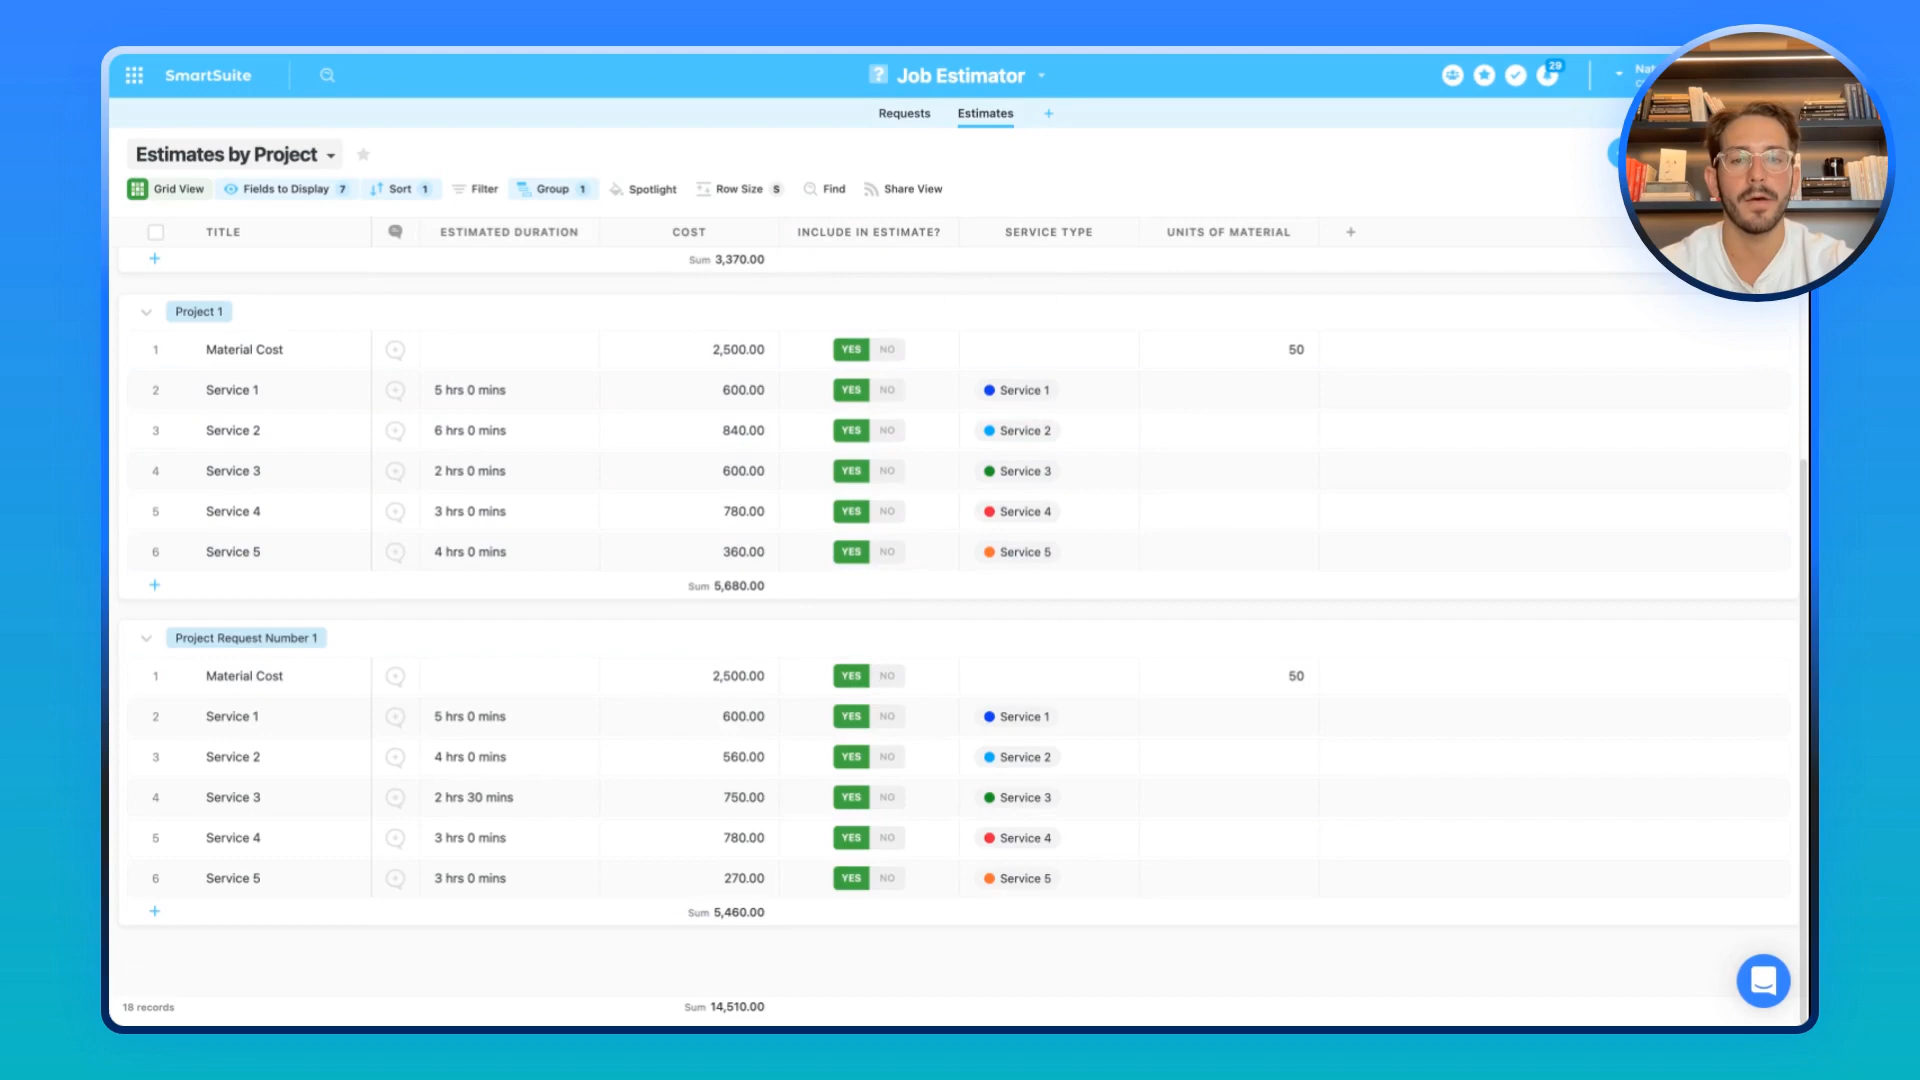 SmartSuite
? Job Estimator
29
Requests Estimates +
Estimates by Project
Grid View Fields to Display 7 Sort 1 Filter Group 1 Spotlight Row Size S Find Share View
TITLE ESTIMATED DURATION COST INCLUDE IN ESTIMATE? SERVICE TYPE UNITS OF MATERIAL +
+ Sum 3,370.00
Project 1
1 Material Cost 2,500.00 YES NO 50
2 Service 1 5 hrs 0 mins 600.00 YES NO Service 1
3 Service 2 6 hrs 0 mins 840.00 YES NO Service 2
4 Service 3 2 hrs 0 mins 600.00 YES NO Service 3
5 Service 4 3 hrs 0 mins 780.00 YES NO Service 4
6 Service 5 4 hrs 0 mins 360.00 YES NO Service 5
+ Sum 5,680.00
Project Request Number 1
1 Material Cost 2,500.00 YES NO 50
2 Service 1 5 hrs 0 mins 600.00 YES NO Service 1
3 Service 2 4 hrs 0 mins 560.00 YES NO Service 2
4 Service 3 2 hrs 30 mins 750.00 YES NO Service 3
5 Service 4 3 hrs 0 mins 780.00 YES NO Service 4
6 Service 5 3 hrs 0 mins 270.00 YES NO Service 5
+ Sum 5,460.00
18 records Sum 14,510.00